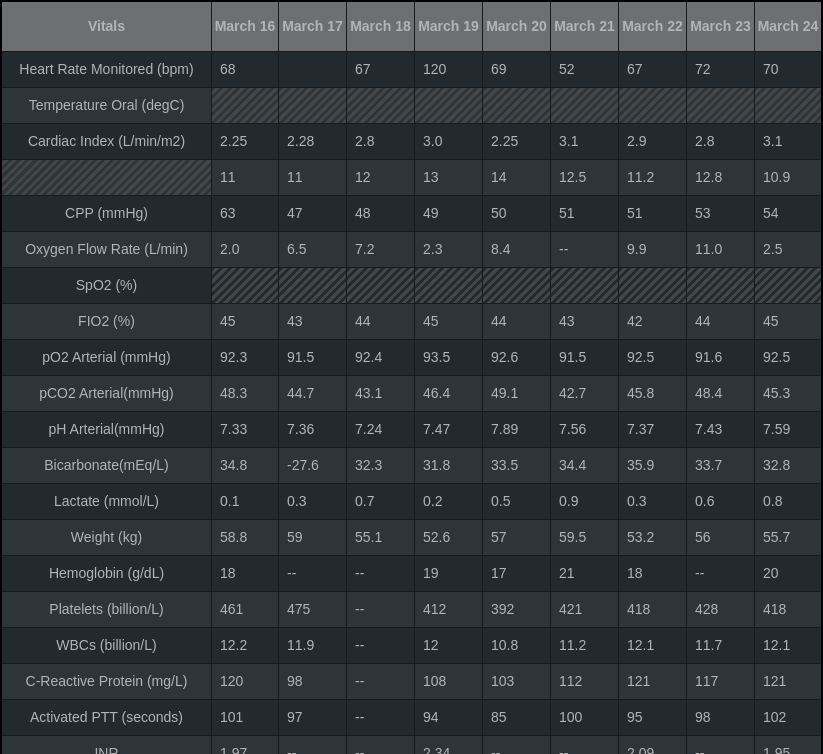 Vitals March 16 March 17 March 18 March 19 March 20 March 21 March 22 March 23 March 24
Heart Rate Monitored (bpm) 68 67 120 69 52 67 72 70
Temperature Oral (degC)
Cardiac Index (L/min/m2) 2.25 2.28 2.8 3.0 2.25 3.1 2.9 2.8 3.1
11 11 12 13 14 12.5 11.2 12.8 10.9
CPP (mmHg) 63 47 48 49 50 51 51 53 54
Oxygen Flow Rate (L/min) 2.0 6.5 7.2 2.3 8.4 -- 9.9 11.0 2.5
SpO2 (%)
FIO2 (%) 45 43 44 45 44 43 42 44 45
pO2 Arterial (mmHg) 92.3 91.5 92.4 93.5 92.6 91.5 92.5 91.6 92.5
pCO2 Arterial(mmHg) 48.3 44.7 43.1 46.4 49.1 42.7 45.8 48.4 45.3
pH Arterial(mmHg) 7.33 7.36 7.24 7.47 7.89 7.56 7.37 7.43 7.59
Bicarbonate(mEq/L) 34.8 -27.6 32.3 31.8 33.5 34.4 35.9 33.7 32.8
Lactate (mmol/L) 0.1 0.3 0.7 0.2 0.5 0.9 0.3 0.6 0.8
Weight (kg) 58.8 59 55.1 52.6 57 59.5 53.2 56 55.7
Hemoglobin (g/dL) 18 -- -- 19 17 21 18 -- 20
Platelets (billion/L) 461 475 -- 412 392 421 418 428 418
WBCs (billion/L) 12.2 11.9 -- 12 10.8 11.2 12.1 11.7 12.1
C-Reactive Protein (mg/L) 120 98 -- 108 103 112 121 117 121
Activated PTT (seconds) 101 97 -- 94 85 100 95 98 102
INR 1.97 -- -- 2.34 -- -- 2.09 -- 1.95